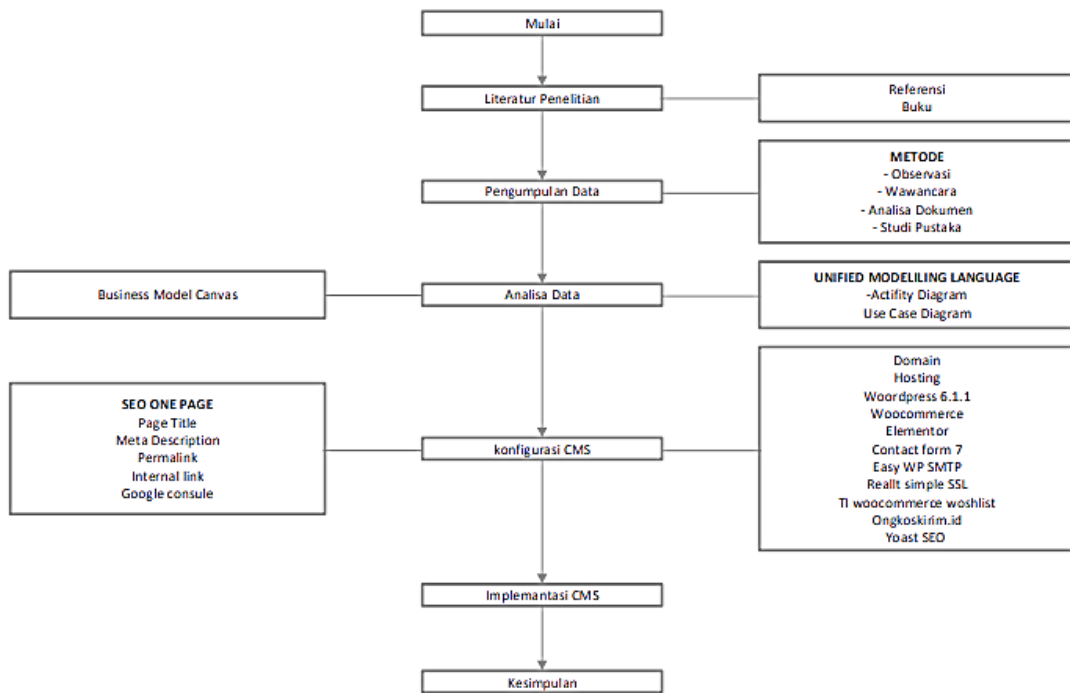 Mulai
Literatur Penelitian
Referensi
Buku
Pengumpulan Data
METODE
- Observasi
- Wawancara
- Analisa Dokumen
- Studi Pustaka
Business Model Canvas
Analisa Data
UNIFIED MODELILING LANGUAGE
-Actifity Diagram
Use Case Diagram
SEO ONE PAGE
Page Title
Meta Description
Permalink
Internal link
Google consule
konfigurasi CMS
Domain
Hosting
Woordpress 6.1.1
Woocommerce
Elementor
Contact form 7
Easy WP SMTP
Reallt simple SSL
TI woocommerce woshlist
Ongkoskirim.id
Yoast SEO
Implemantasi CMS
Kesimpulan